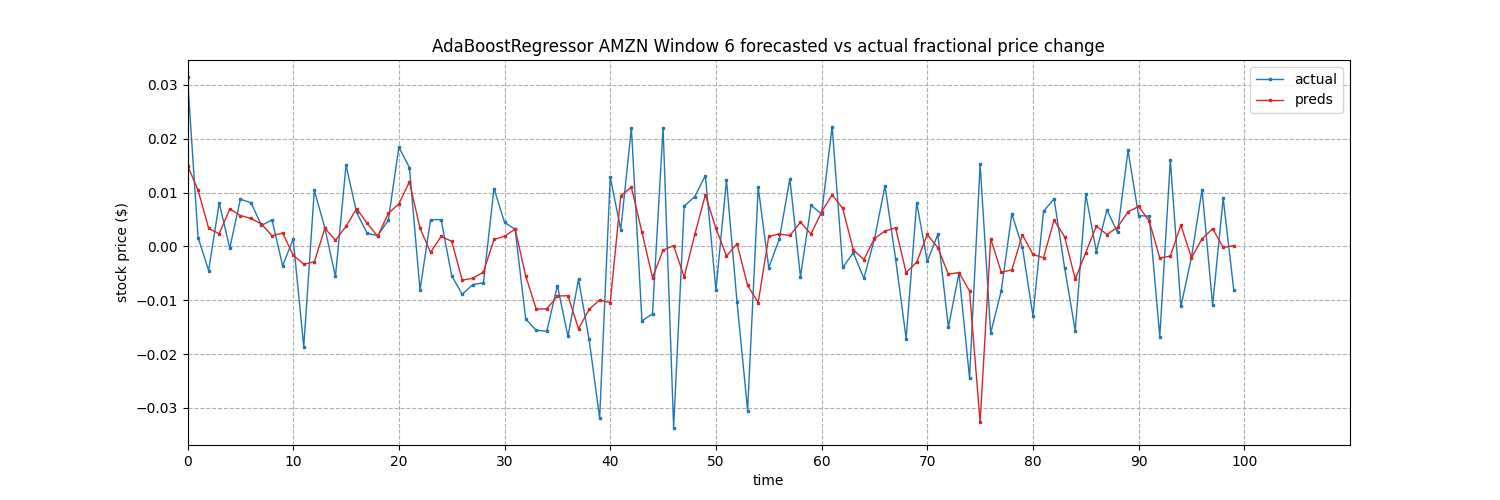 AdaBoostRegressor AMZN Window 6 forecasted vs actual fractional price change
actual
preds
stock price ($)
0.03
0.02
0.01
0.00
−0.01
−0.02
−0.03
0 10 20 30 40 50 60 70 80 90 100
time